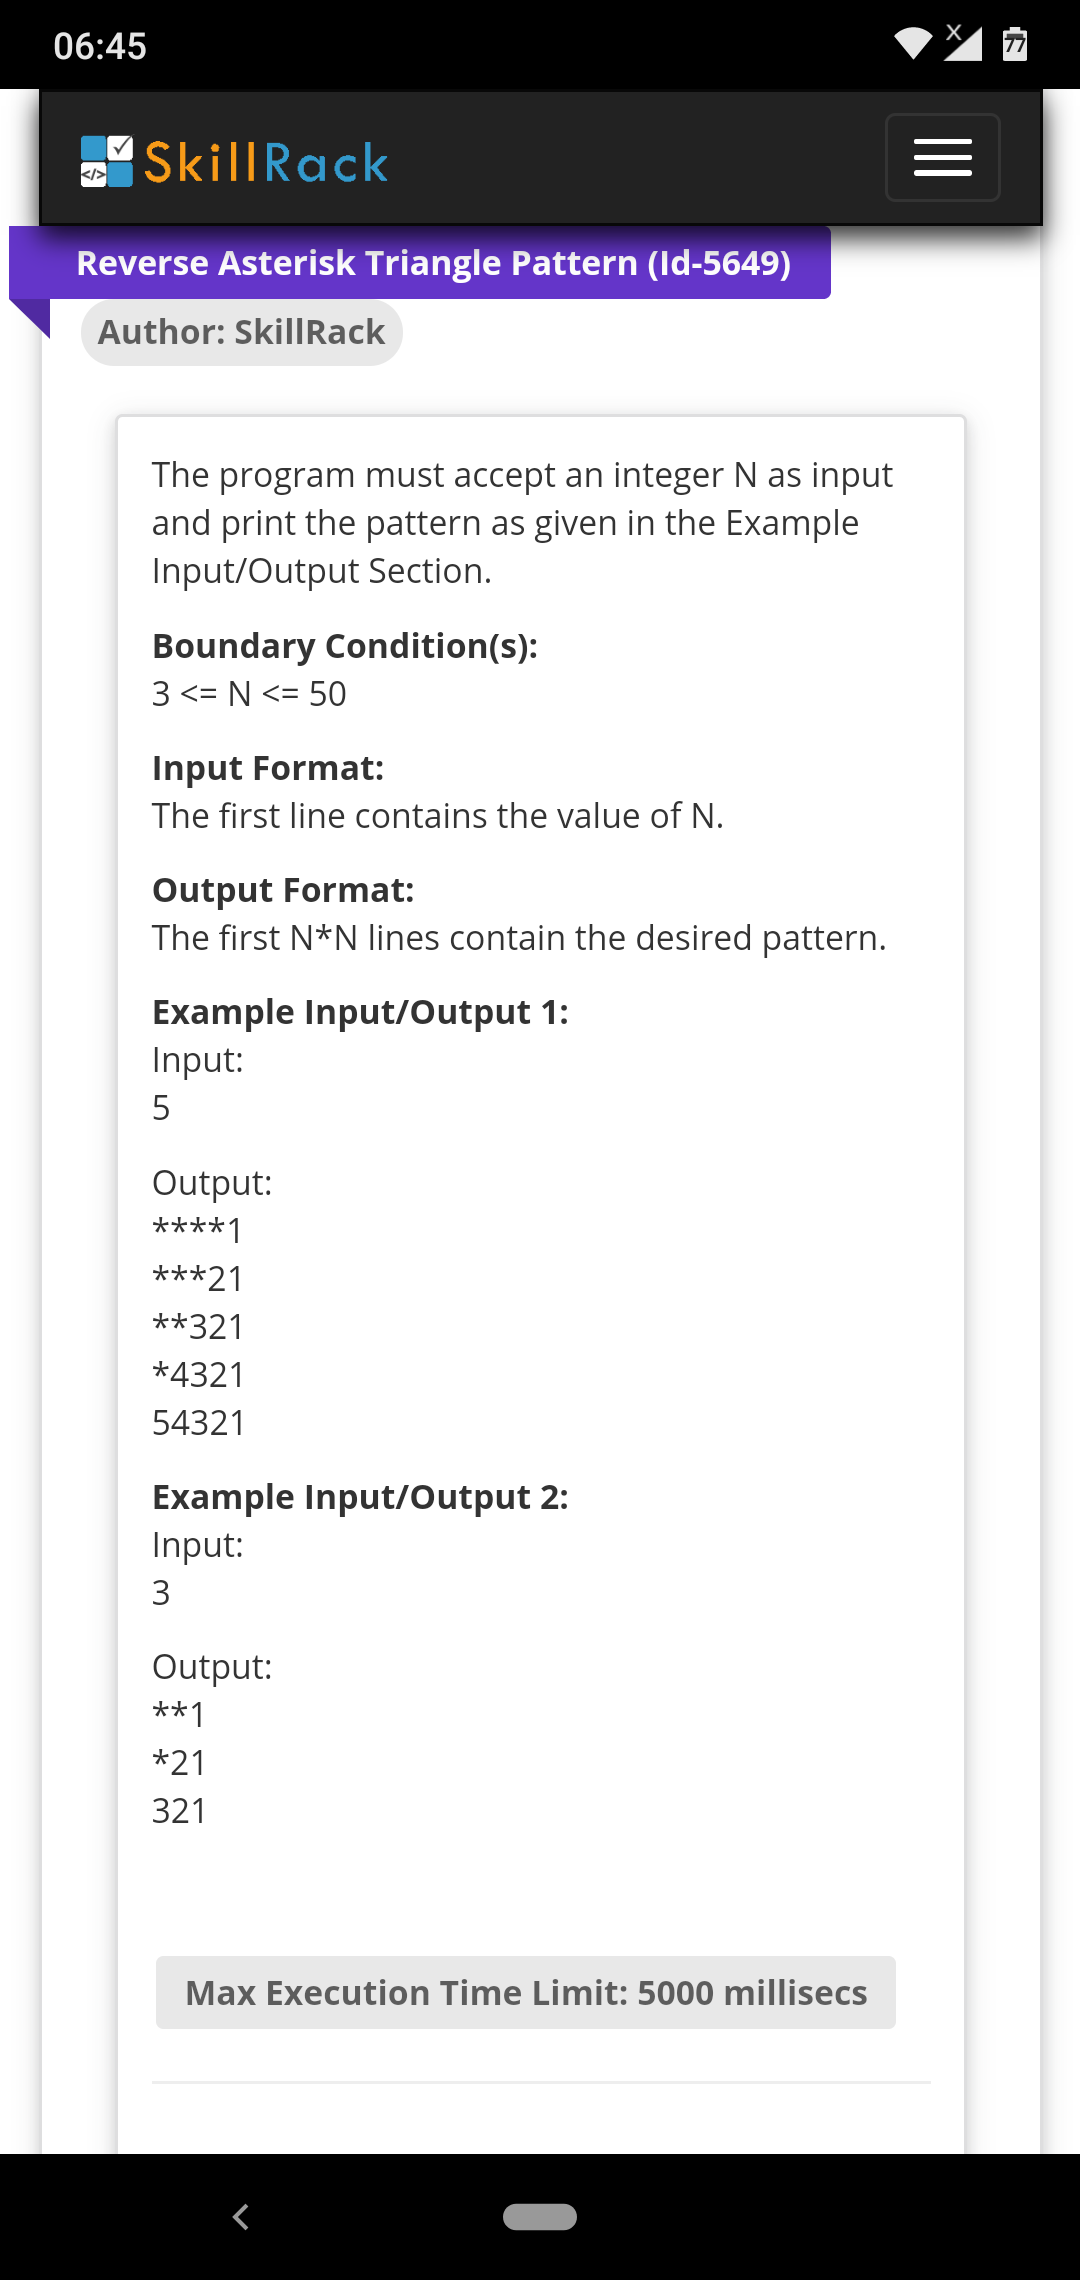 06:45
77
SkillRack
Reverse Asterisk Triangle Pattern (Id-5649)
Author: SkillRack
The program must accept an integer N as input
and print the pattern as given in the Example
Input/Output Section.
Boundary Condition(s):
3 <= N <= 50
Input Format:
The first line contains the value of N.
Output Format:
The first N*N lines contain the desired pattern.
Example Input/Output 1:
Input:
5
Output:
****1
***21
**321
*4321
54321
Example Input/Output 2:
Input:
3
Output:
**1
*21
321
Max Execution Time Limit: 5000 millisecs